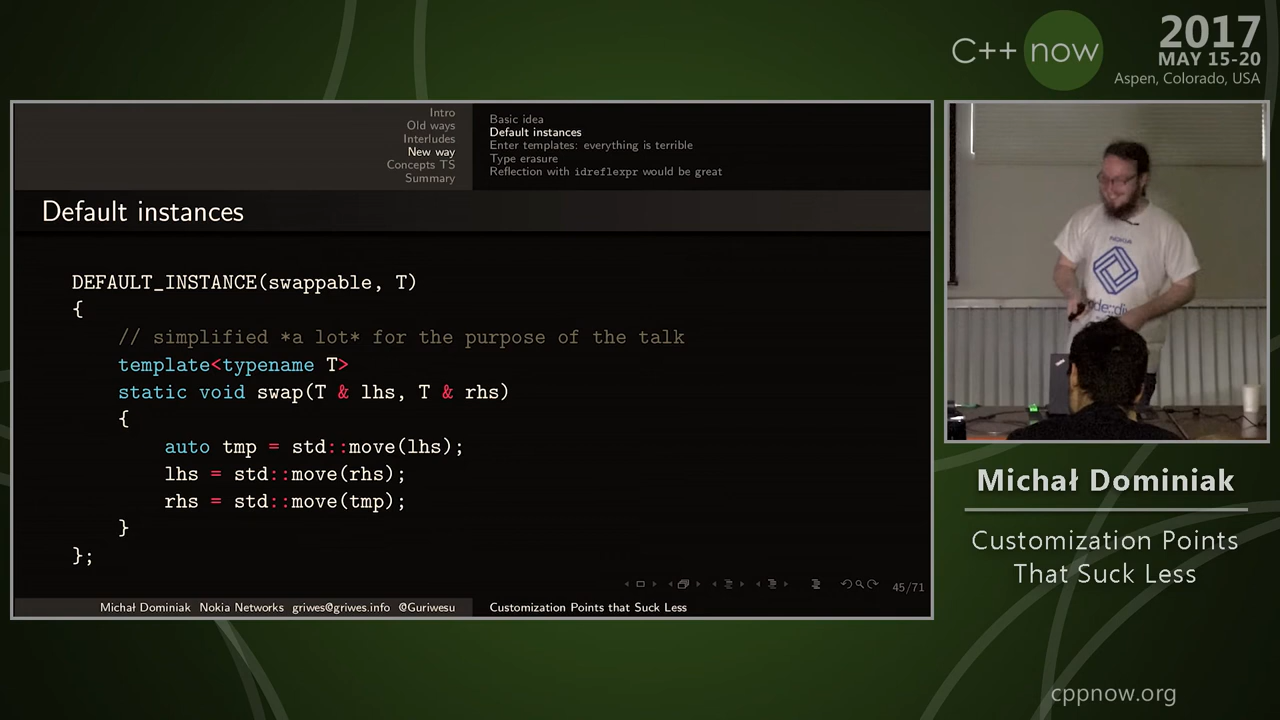 C++ now
2017
MAY 15-20
Aspen, Colorado, USA
Intro
Old ways
Interludes
New way
Concepts TS
Summary
Basic idea
Default instances
Enter templates: everything is terrible
Type erasure
Reflection with idreflexpr would be great
Default instances
DEFAULT_INSTANCE(swappable, T)
{
// simplified *a lot* for the purpose of the talk
template<typename T>
static void swap(T & lhs, T & rhs)
{
auto tmp = std::move(lhs);
lhs = std::move(rhs);
rhs = std::move(tmp);
}
};
45/71
Michał Dominiak Nokia Networks griwes@griwes.info @Guriwesu
Customization Points that Suck Less
NOKIA
Michał Dominiak
Customization Points
That Suck Less
cppnow.org